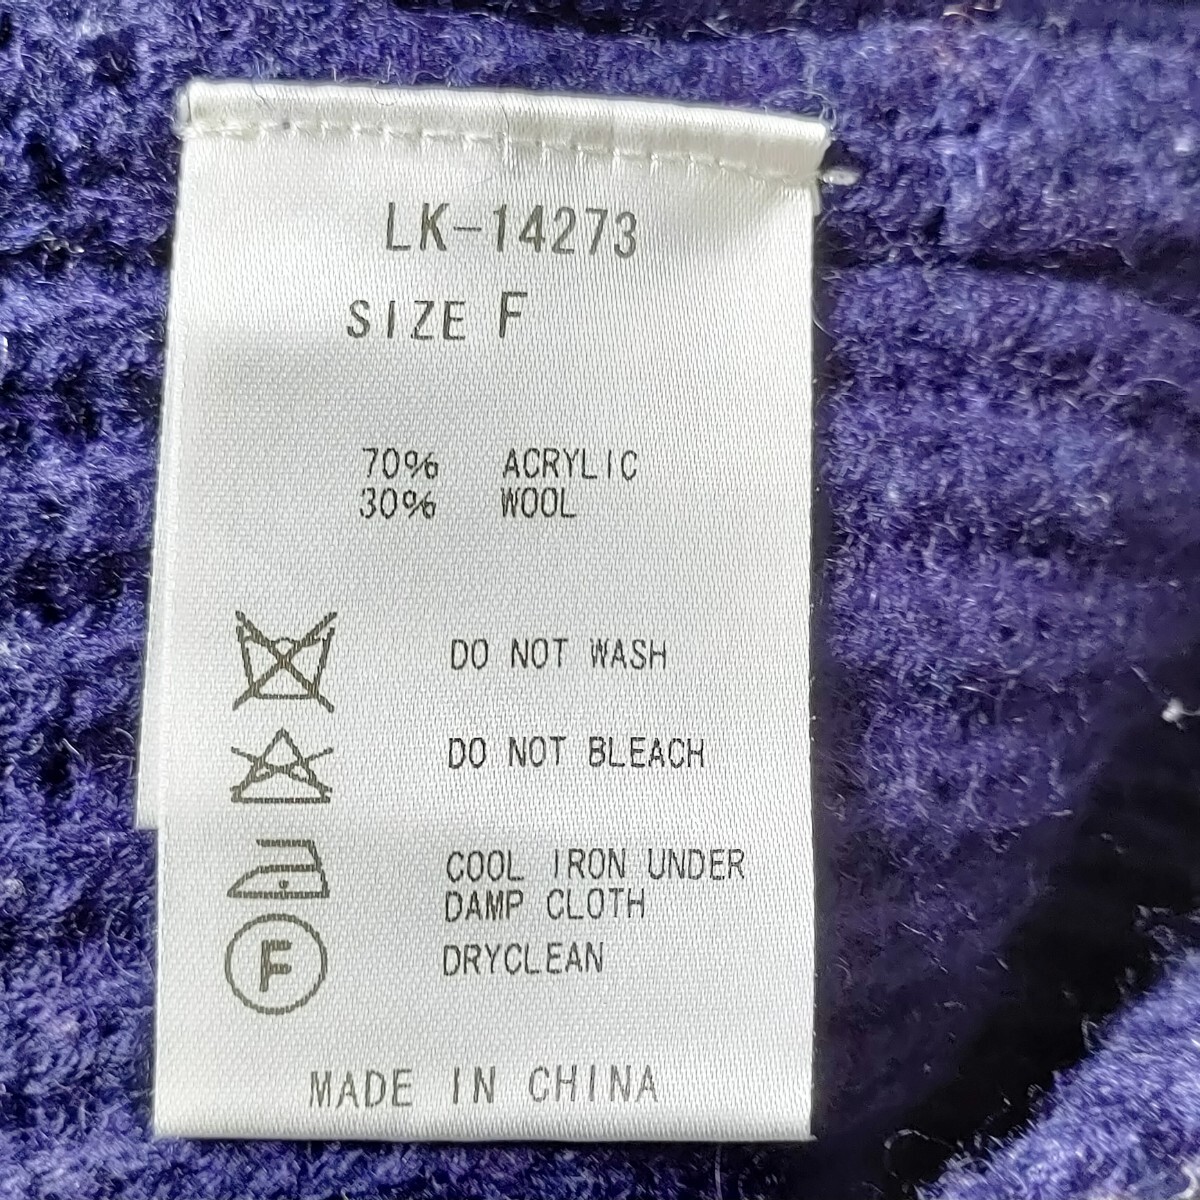 LK-14273
SIZE F
70% ACRYLIC
30% WOOL
DO NOT WASH
DO NOT BLEACH
COOL IRON UNDER
DAMP CLOTH
F DRYCLEAN
MADE IN CHINA